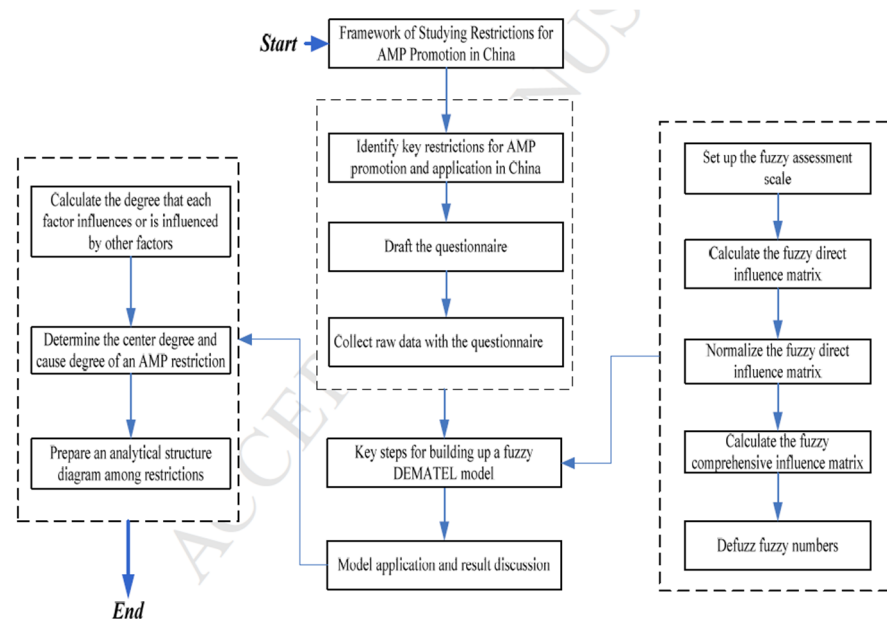 Start
Framework of Studying Restrictions for
AMP Promotion in China
Identify key restrictions for AMP
promotion and application in China
Draft the questionnaire
Collect raw data with the questionnaire
Key steps for building up a fuzzy
DEMATEL model
Model application and result discussion
Set up the fuzzy assessment
scale
Calculate the fuzzy direct
influence matrix
Normalize the fuzzy direct
influence matrix
Calculate the fuzzy
comprehensive influence matrix
Defuzz fuzzy numbers
Calculate the degree that each
factor influences or is influenced
by other factors
Determine the center degree and
cause degree of an AMP restriction
Prepare an analytical structure
diagram among restrictions
End